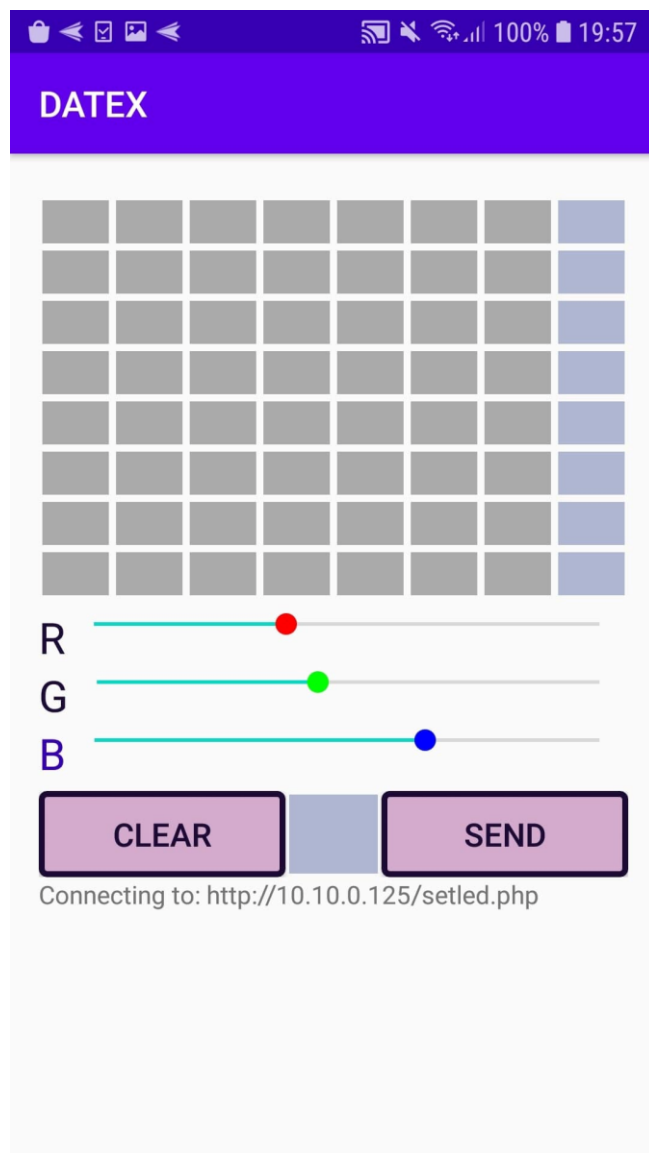 100% 19:57
DATEX
R
G
B
CLEAR SEND
Connecting to: http://10.10.0.125/setled.php